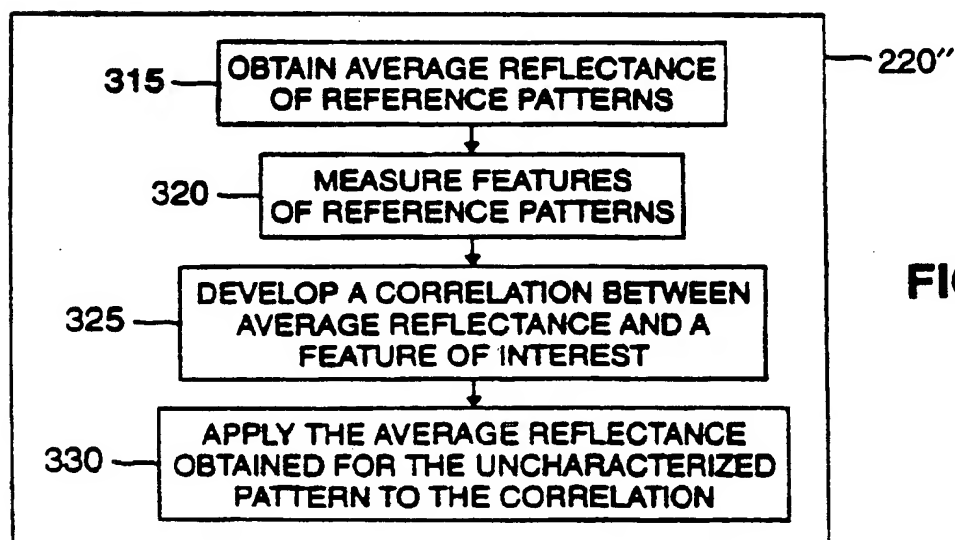 315
OBTAIN AVERAGE REFLECTANCE
OF REFERENCE PATTERNS
220"
320
MEASURE FEATURES
OF REFERENCE PATTERNS
325
DEVELOP A CORRELATION BETWEEN
AVERAGE REFLECTANCE AND A
FEATURE OF INTEREST
330
APPLY THE AVERAGE REFLECTANCE
OBTAINED FOR THE UNCHARACTERIZED
PATTERN TO THE CORRELATION